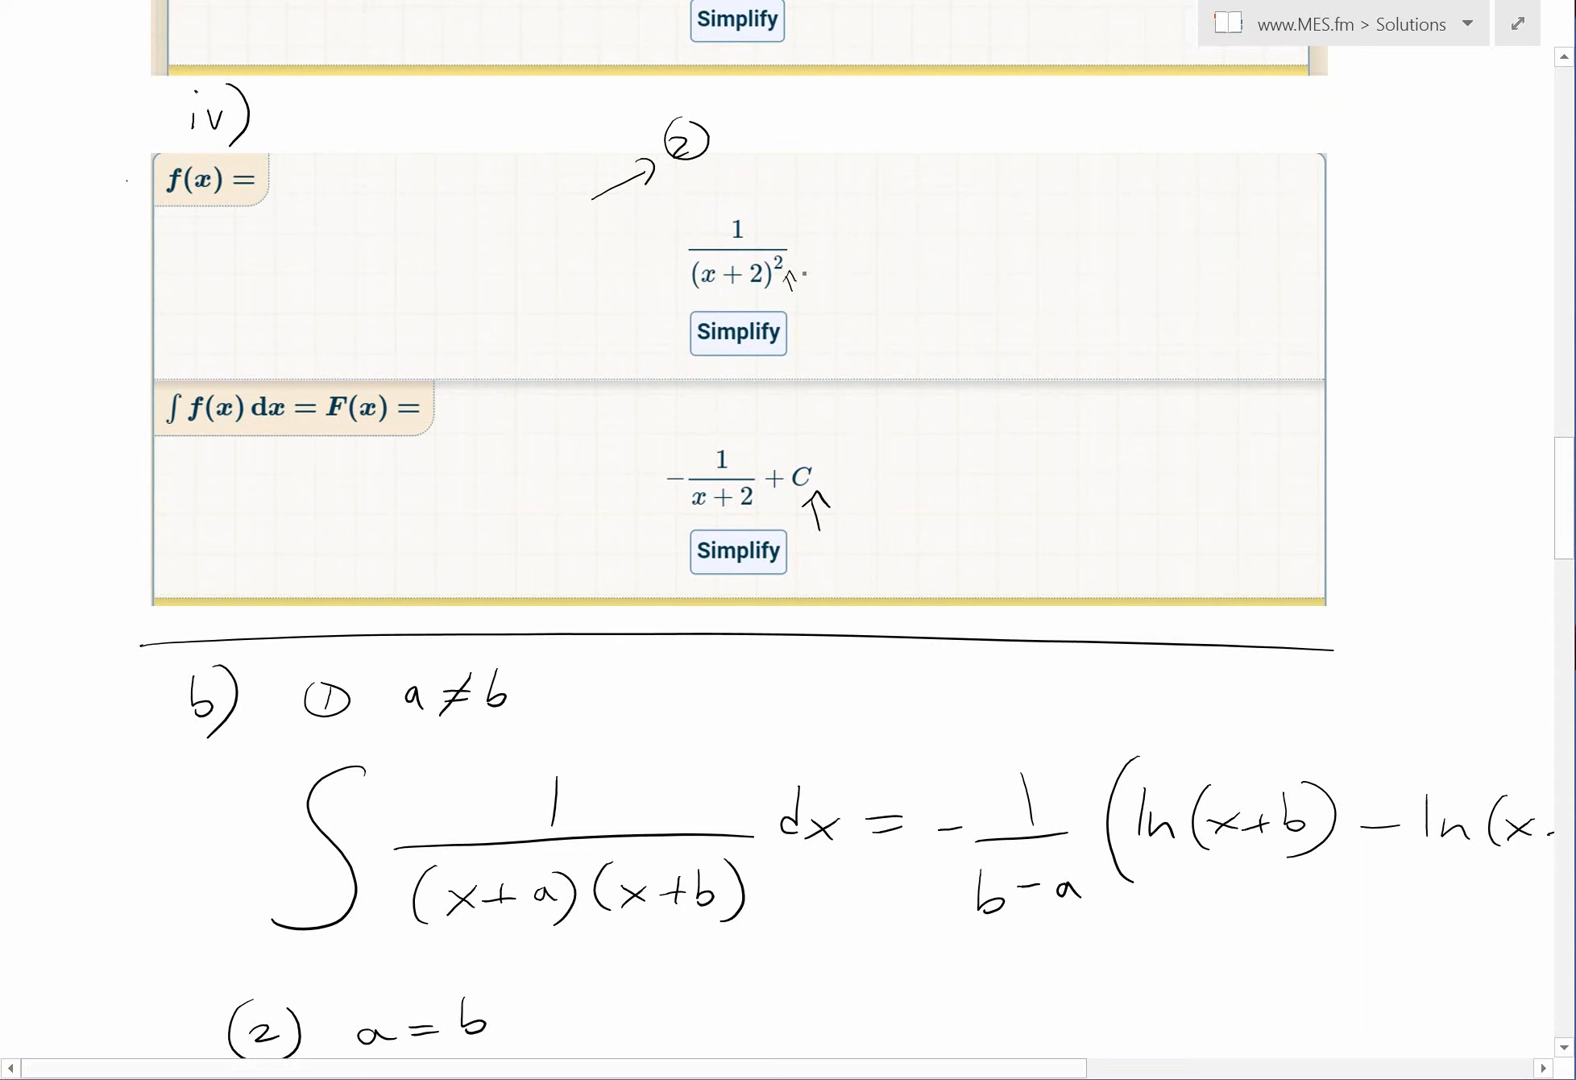 Simplify
www.MES.fm > Solutions
iv)
②
f(x) =
1
(x + 2)²
Simplify
∫ f(x) dx = F(x) =
- 1/(x + 2) + C
Simplify
b) ① a ≠ b
∫ 1/((x+a)(x+b)) dx = - 1/(b-a) (ln(x+b) - ln(x
(2) a = b